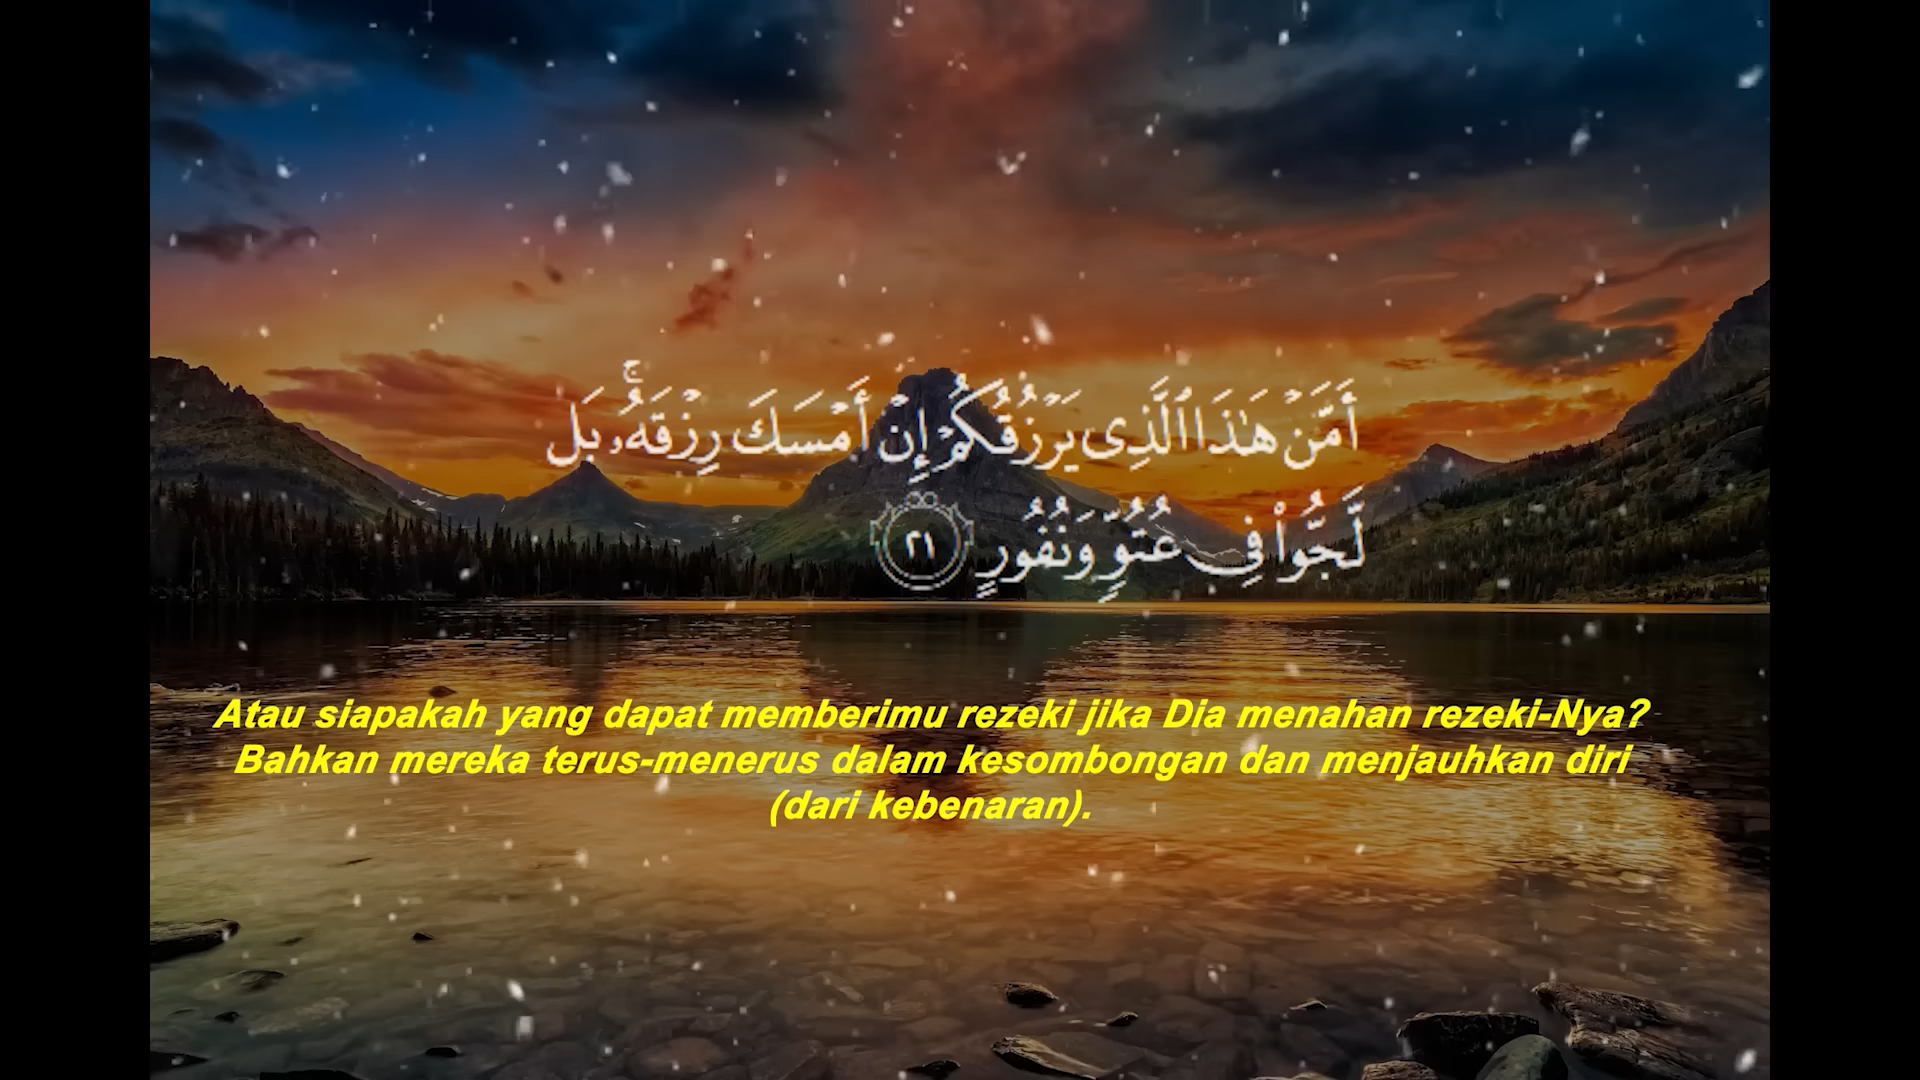 أَمَّنْ هَٰذَا ٱلَّذِى يَرْزُقُكُمْ إِنْ أَمْسَكَ رِزْقَهُۥۚ بَل
لَّجُّوا۟ فِى عُتُوٍّ وَنُفُورٍ ٢١
Atau siapakah yang dapat memberimu rezeki jika Dia menahan rezeki-Nya?
Bahkan mereka terus-menerus dalam kesombongan dan menjauhkan diri
(dari kebenaran).